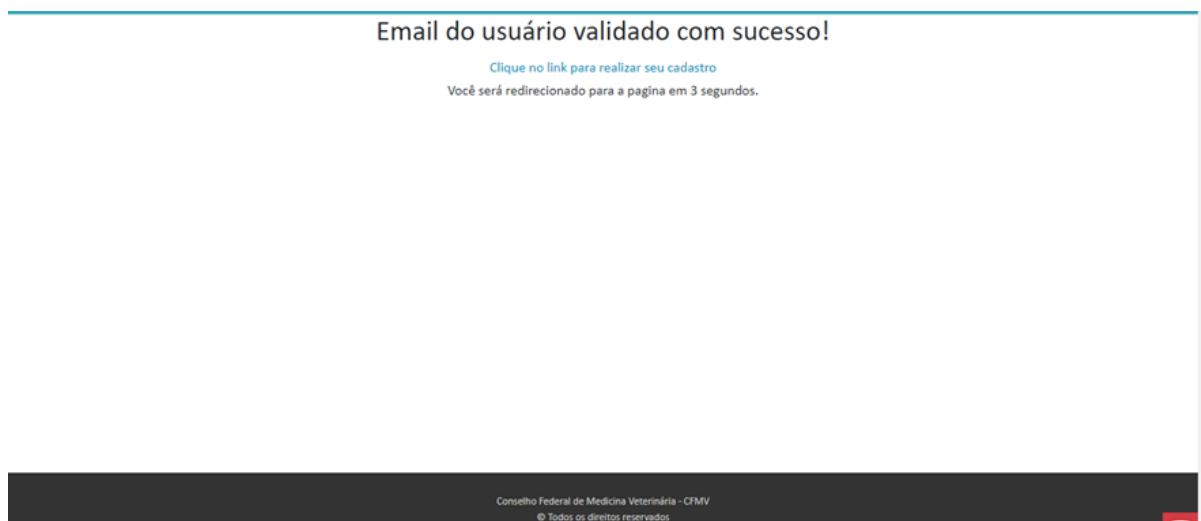 Email do usuário validado com sucesso!
Clique no link para realizar seu cadastro
Você será redirecionado para a pagina em 3 segundos.
Conselho Federal de Medicina Veterinária - CFMV
© Todos os direitos reservados